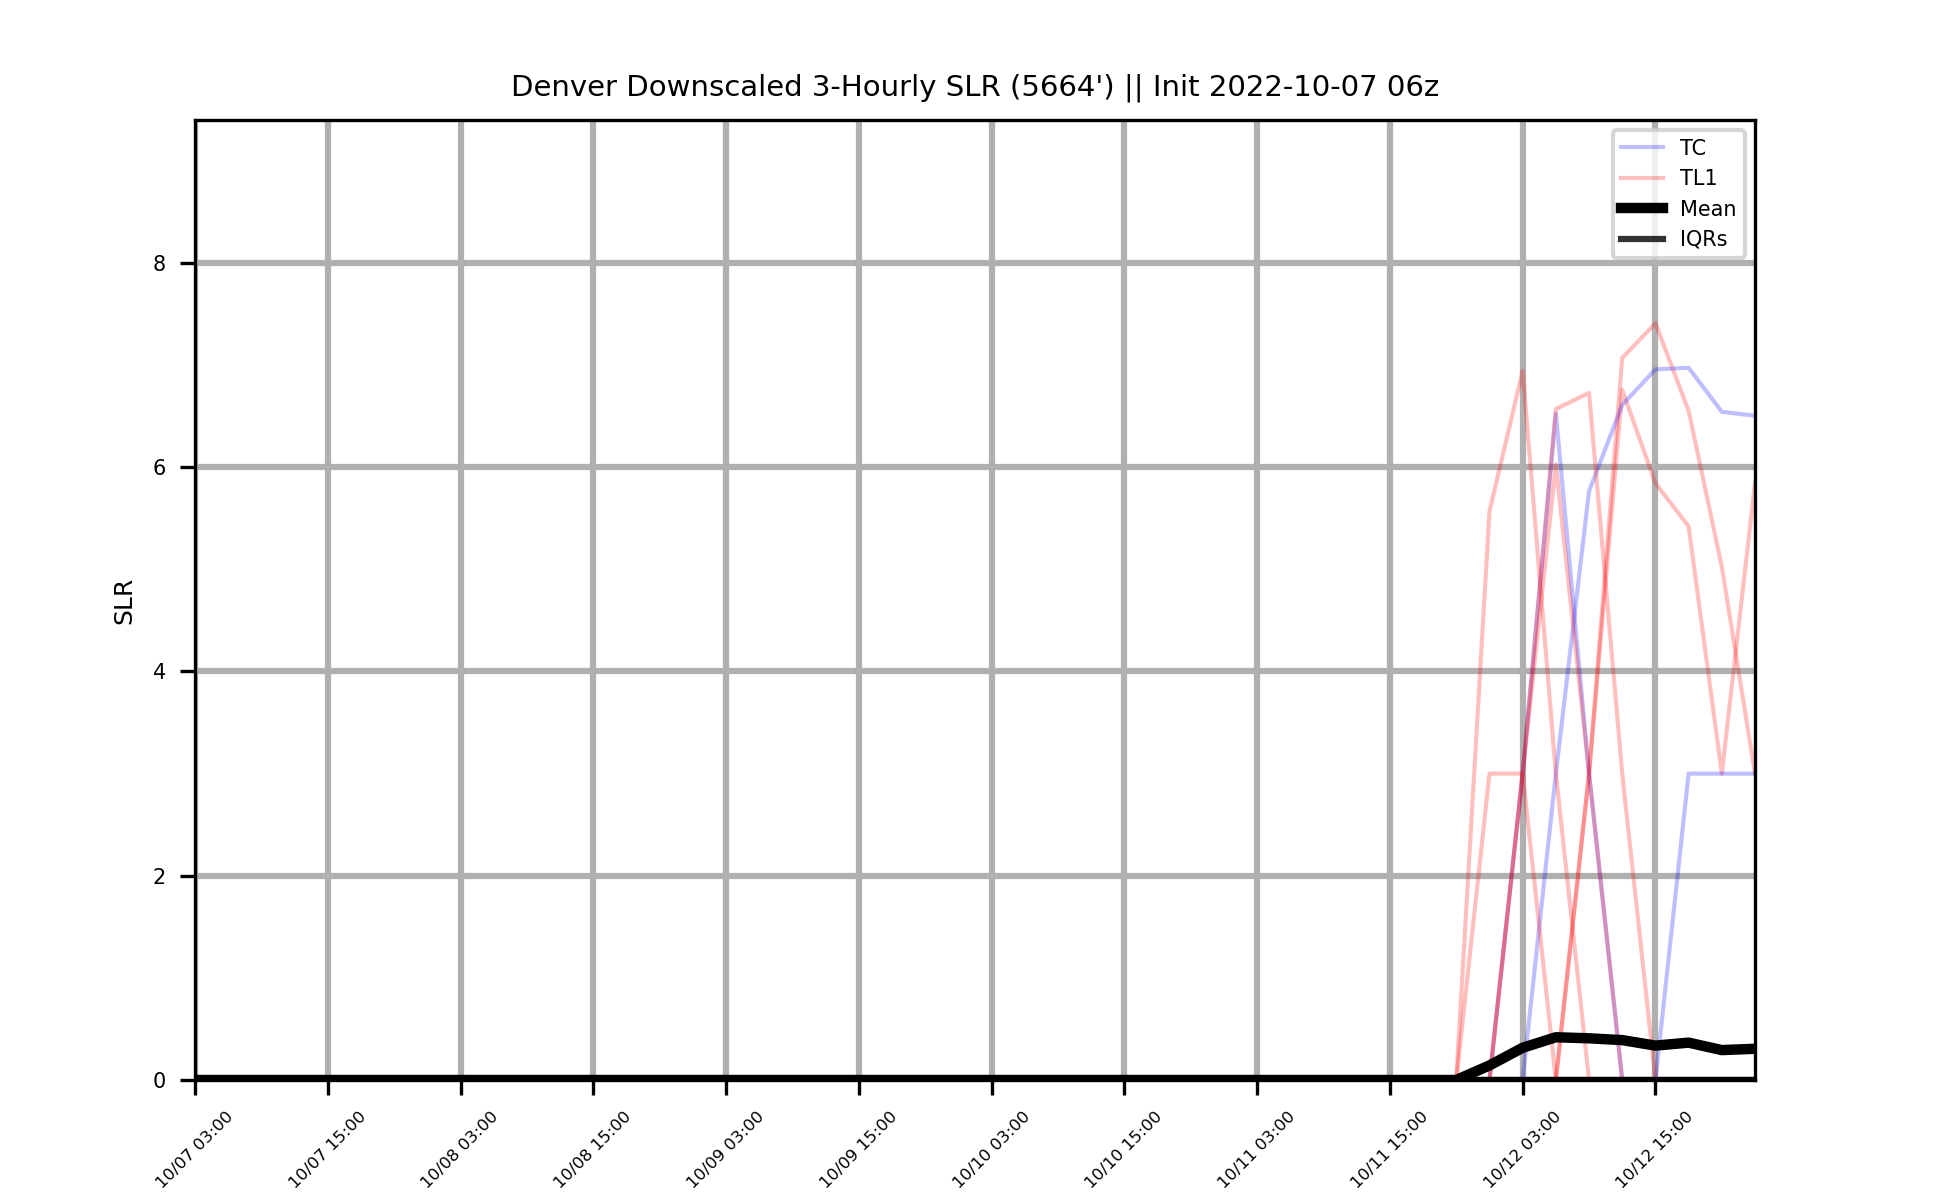 Denver Downscaled 3-Hourly SLR (5664') || Init 2022-10-07 06z
TC
TL1
Mean
IQRs
SLR
8
6
4
2
0
10/07 03:00
10/07 15:00
10/08 03:00
10/08 15:00
10/09 03:00
10/09 15:00
10/10 03:00
10/10 15:00
10/11 03:00
10/11 15:00
10/12 03:00
10/12 15:00